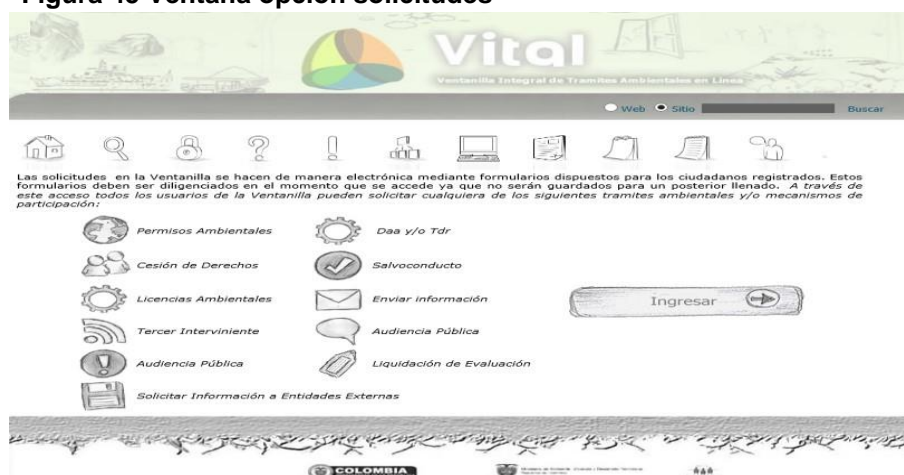 Figura 48 Ventana opción solicitudes
Vital
Ventanilla Integral de Tramites Ambientales en Linea
Web Sitio Buscar
Las solicitudes en la Ventanilla se hacen de manera electrónica mediante formularios dispuestos para los ciudadanos registrados. Estos
formularios deben ser diligenciados en el momento que se accede ya que no serán guardados para un posterior llenado. A través de
este acceso todos los usuarios de la Ventanilla pueden solicitar cualquiera de los siguientes tramites ambientales y/o mecanismos de
participación:
Permisos Ambientales Daa y/o Tdr
Cesión de Derechos Salvoconducto
Licencias Ambientales Enviar información
Ingresar
Tercer Interviniente Audiencia Pública
Audiencia Pública Liquidación de Evaluación
Solicitar Información a Entidades Externas
COLOMBIA